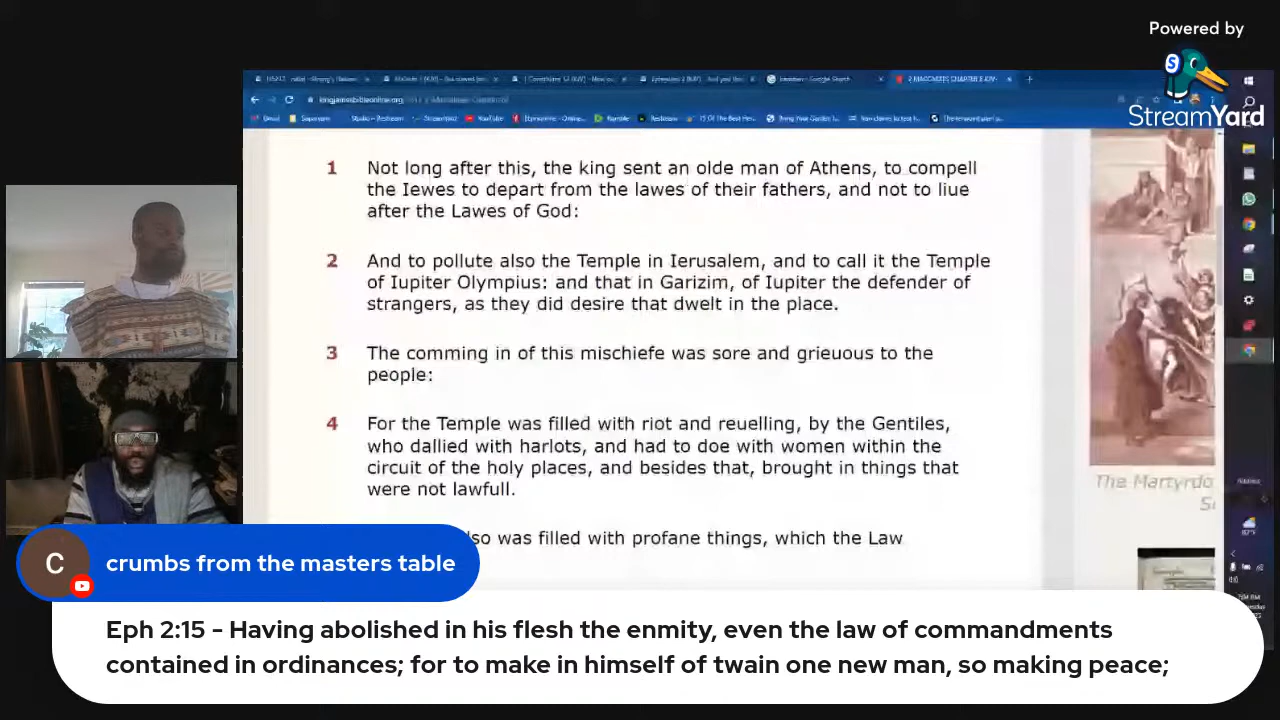 Powered by
StreamYard
kingjamesbibleonline.org
YouTube
Rumble
1 Not long after this, the king sent an olde man of Athens, to compell
the Iewes to depart from the lawes of their fathers, and not to liue
after the Lawes of God:
2 And to pollute also the Temple in Ierusalem, and to call it the Temple
of Iupiter Olympius: and that in Garizim, of Iupiter the defender of
strangers, as they did desire that dwelt in the place.
3 The comming in of this mischiefe was sore and grieuous to the
people:
4 For the Temple was filled with riot and reuelling, by the Gentiles,
who dallied with harlots, and had to doe with women within the
circuit of the holy places, and besides that, brought in things that
were not lawfull.
The Martyrdo
so was filled with profane things, which the Law
C
crumbs from the masters table
Eph 2:15 - Having abolished in his flesh the enmity, even the law of commandments
contained in ordinances; for to make in himself of twain one new man, so making peace;